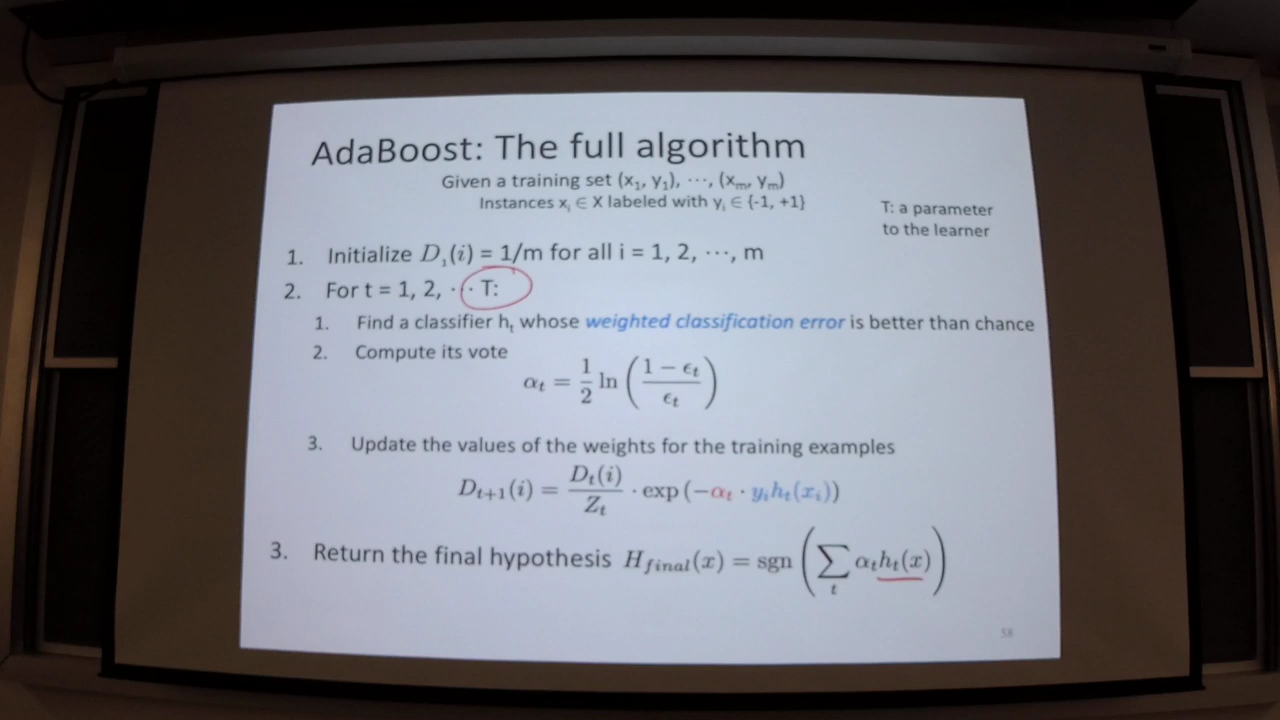 AdaBoost: The full algorithm
Given a training set (x₁, y₁), ⋯, (xₘ, yₘ)
Instances xᵢ ∈ X labeled with yᵢ ∈ {-1, +1}
T: a parameter
to the learner
1. Initialize D₁(i) = 1/m for all i = 1, 2, ⋯, m
2. For t = 1, 2, ⋯ T:
1. Find a classifier hₜ whose weighted classification error is better than chance
2. Compute its vote
αₜ = 1/2 ln ((1 − ϵₜ)/ϵₜ)
3. Update the values of the weights for the training examples
Dₜ₊₁(i) = Dₜ(i)/Zₜ · exp (−αₜ · yᵢhₜ(xᵢ))
3. Return the final hypothesis H_final(x) = sgn (∑ₜ αₜhₜ(x))
58